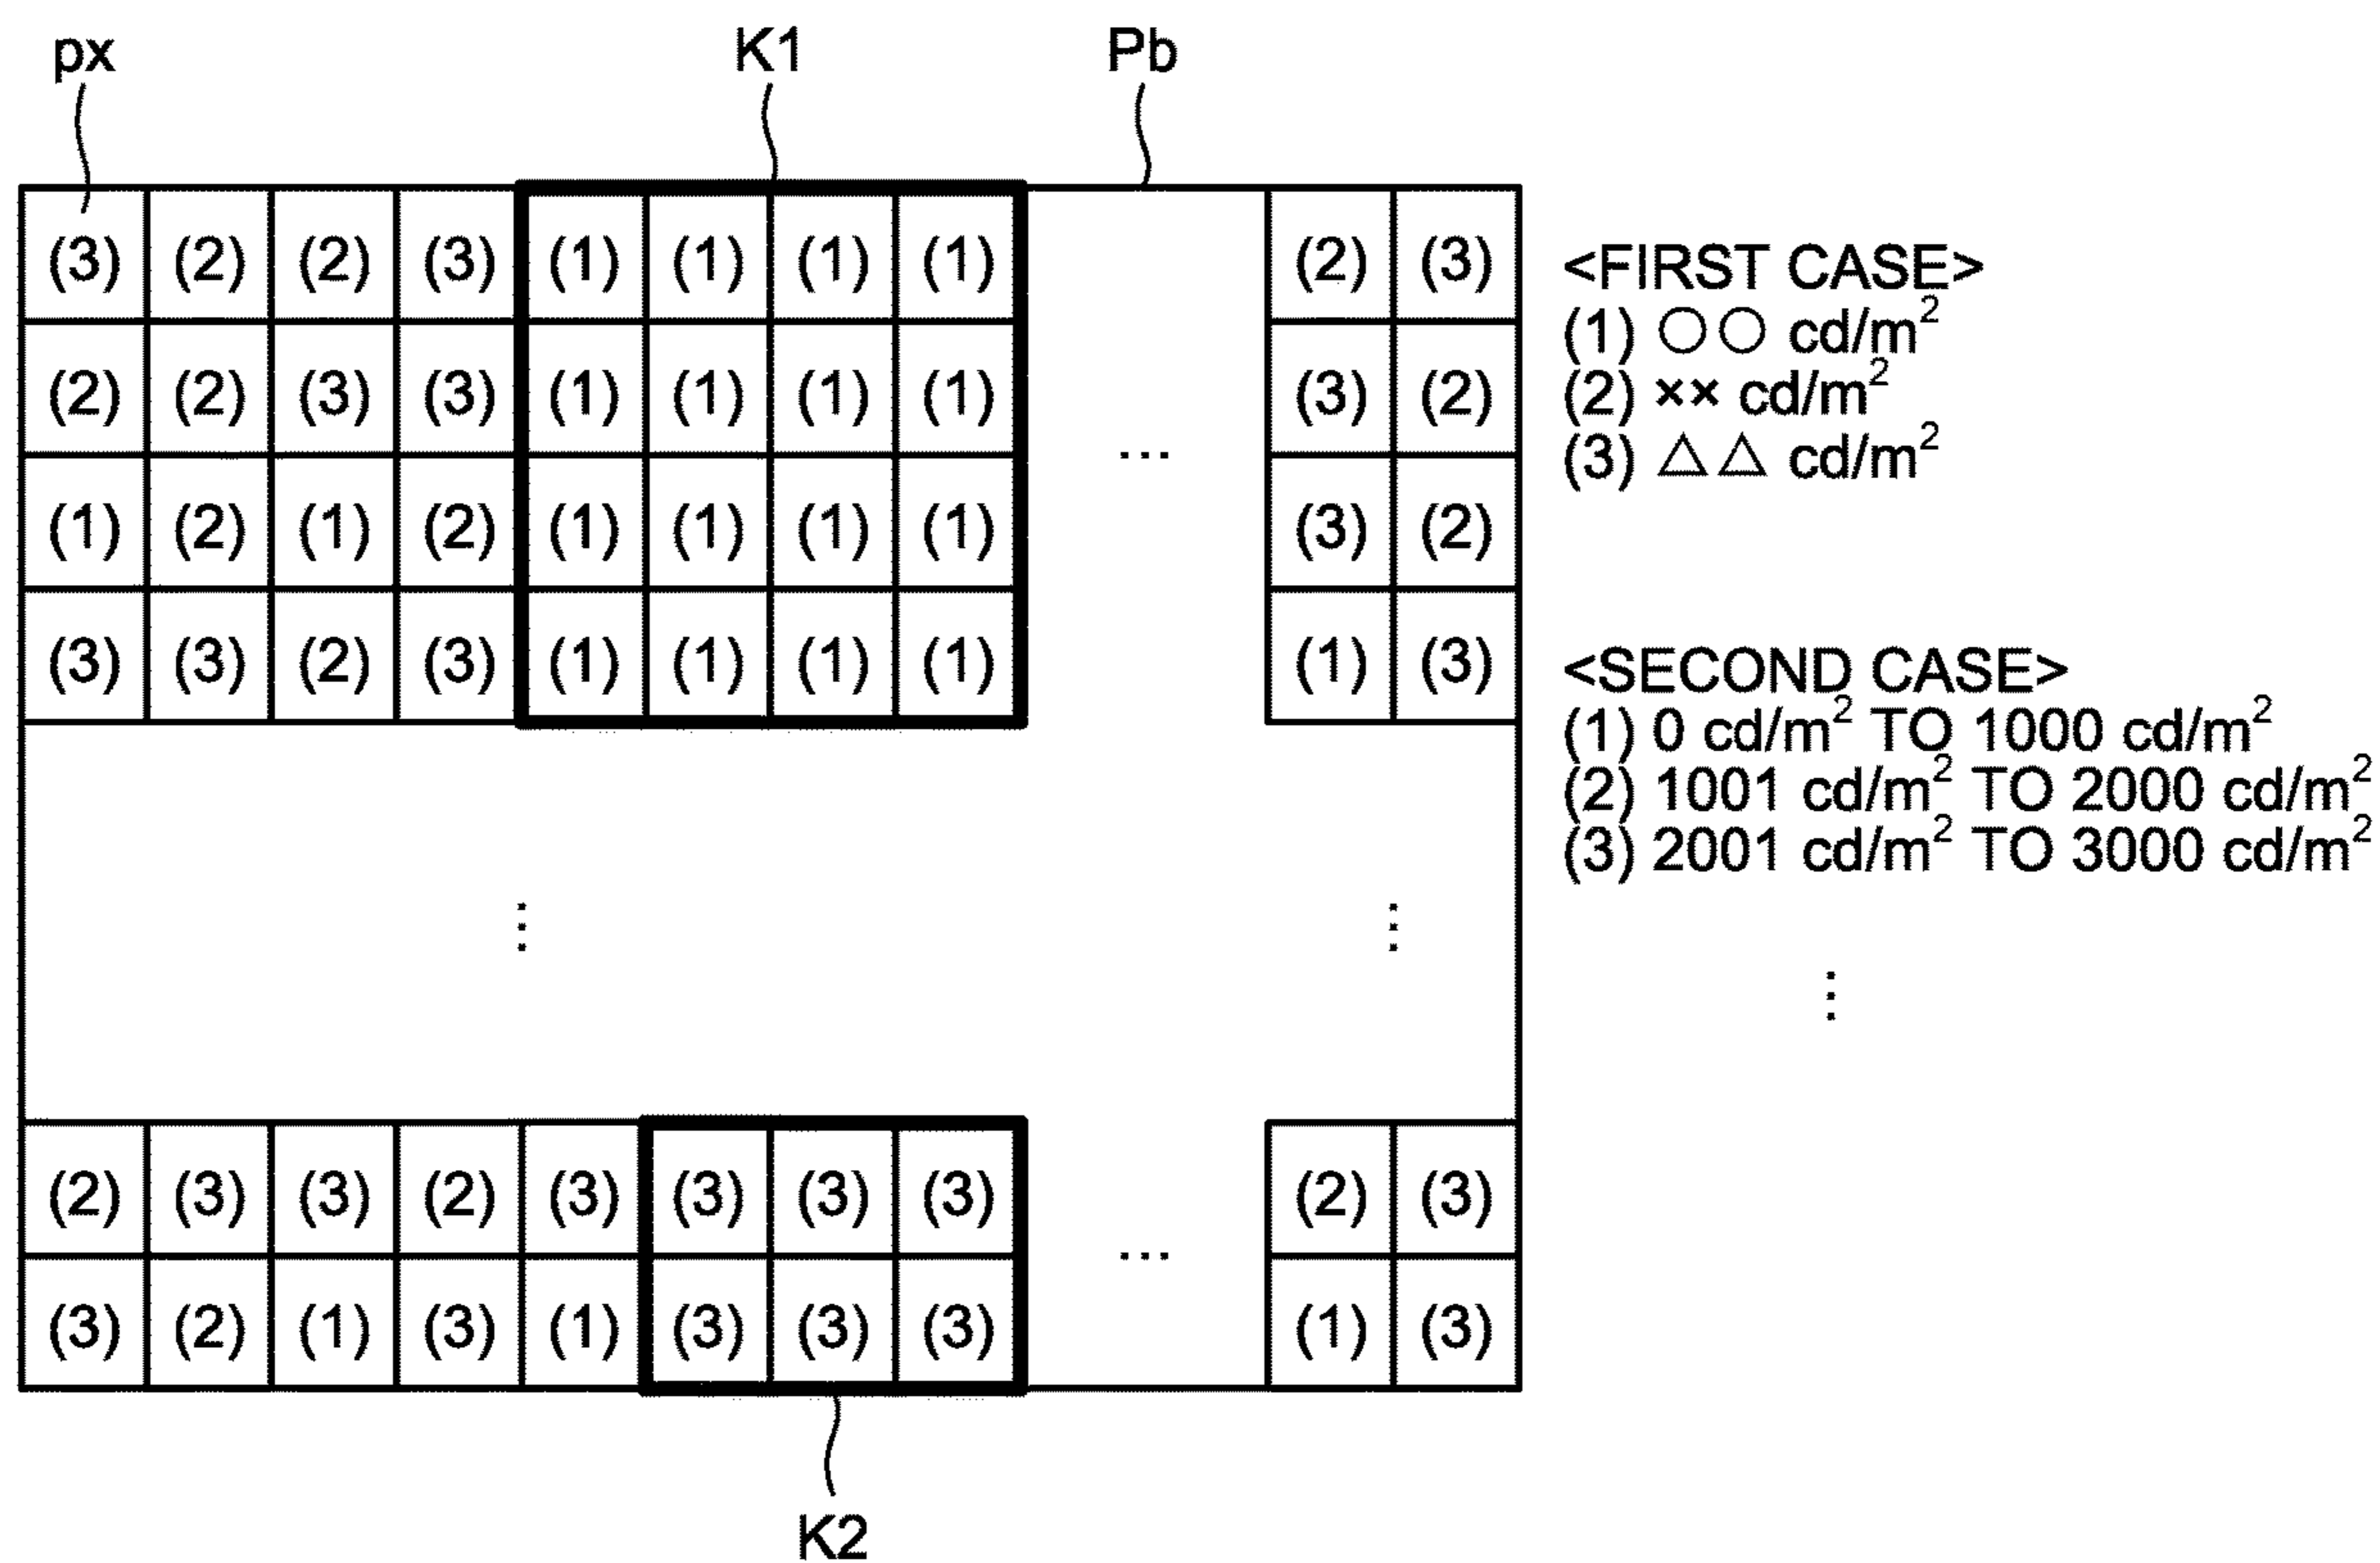 px K1 Pb
(3) (2) (2) (3) (1) (1) (1) (1) (2) (3)
(2) (2) (3) (3) (1) (1) (1) (1) ... (3) (2)
(1) (2) (1) (2) (1) (1) (1) (1) (3) (2)
(3) (3) (2) (3) (1) (1) (1) (1) (1) (3)
⋮ ⋮
(2) (3) (3) (2) (3) (3) (3) (3) (2) (3)
...
(3) (2) (1) (3) (1) (3) (3) (3) (1) (3)
K2
<FIRST CASE>
(1) ○○ cd/m²
(2) ×× cd/m²
(3) △△ cd/m²
<SECOND CASE>
(1) 0 cd/m² TO 1000 cd/m²
(2) 1001 cd/m² TO 2000 cd/m²
(3) 2001 cd/m² TO 3000 cd/m²
⋮